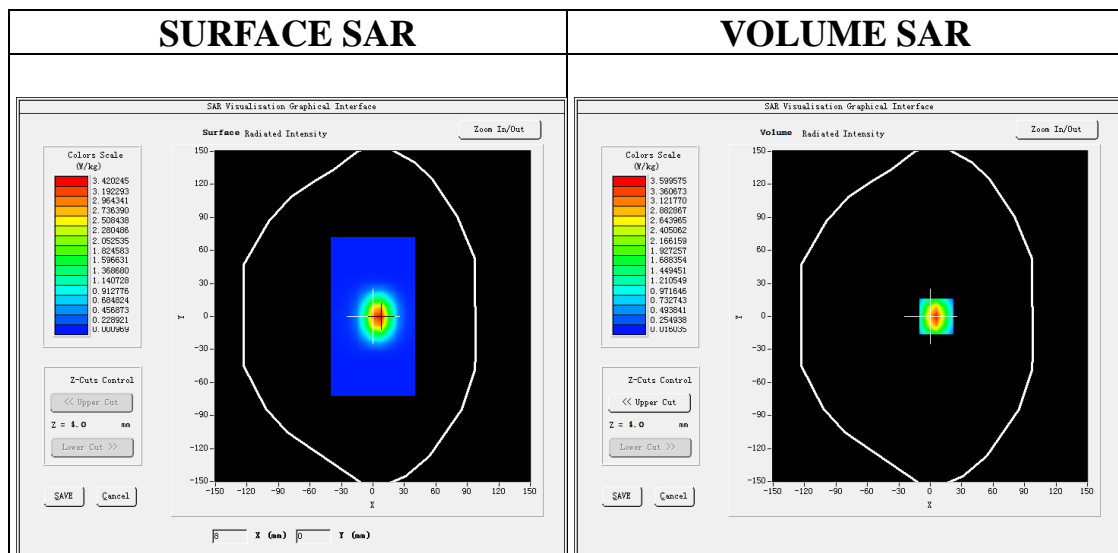 SURFACE SAR
VOLUME SAR
SAR Visualisation Graphical Interface
Surface Radiated Intensity
Zoom In/Out
Colors Scale
(W/kg)
3.420245
3.192293
2.964341
2.736390
2.508438
2.280486
2.052535
1.824583
1.596631
1.368680
1.140728
0.912776
0.684824
0.456873
0.228921
0.000969
150
120
90
60
30
0
-30
-60
-90
-120
-150
Y
-150 -120 -90 -60 -30 0 30 60 90 120 150
X
Z-Cuts Control
<< Upper Cut
Z = 4.0 mm
Lower Cut >>
SAVE Cancel
8 X (mm) 0 Y (mm)
SAR Visualisation Graphical Interface
Volume Radiated Intensity
Zoom In/Out
Colors Scale
(W/kg)
3.599575
3.360673
3.121770
2.882867
2.643965
2.405062
2.166159
1.927257
1.688354
1.449451
1.210549
0.971646
0.732743
0.493841
0.254938
0.016035
150
120
90
60
30
0
-30
-60
-90
-120
-150
Y
-150 -120 -90 -60 -30 0 30 60 90 120 150
X
Z-Cuts Control
<< Upper Cut
Z = 4.0 mm
Lower Cut >>
SAVE Cancel